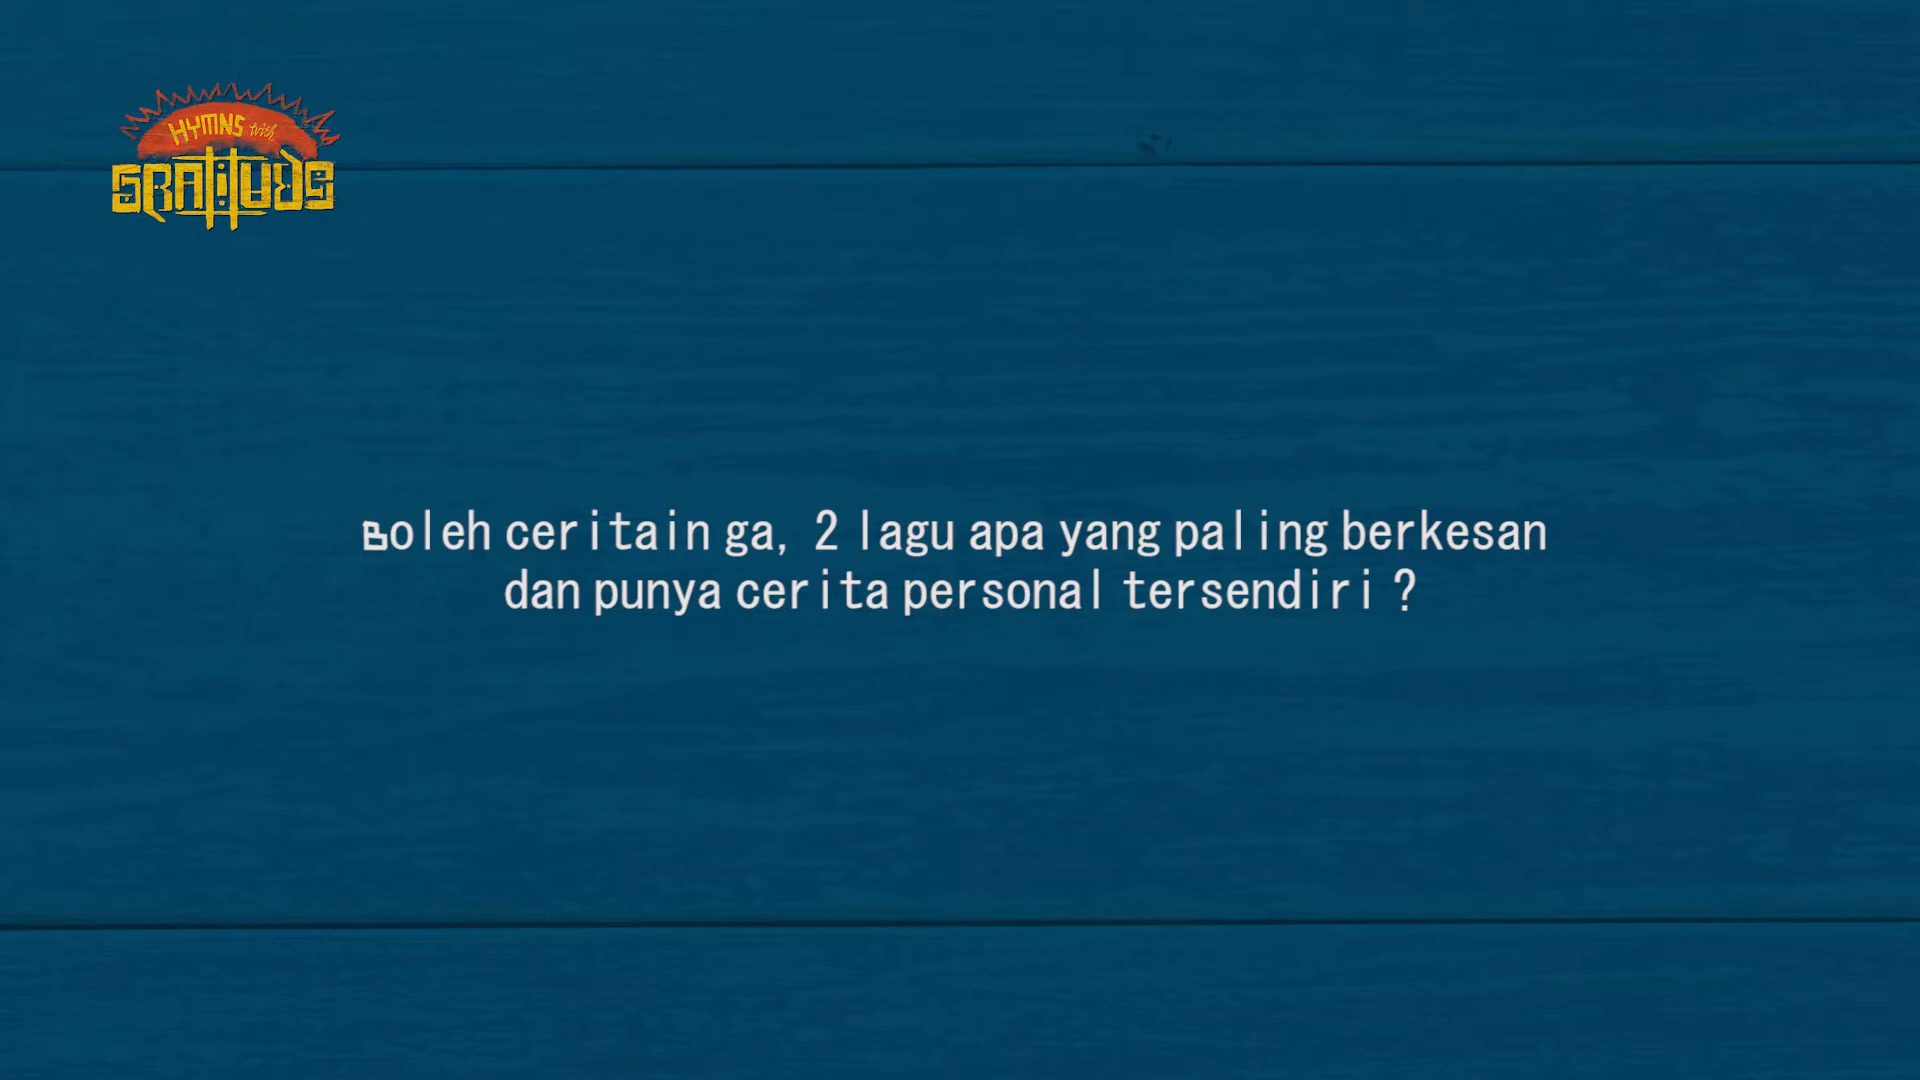 HYMNS with
GRATITUDE
Boleh ceritain ga, 2 lagu apa yang paling berkesan
dan punya cerita personal tersendiri ?